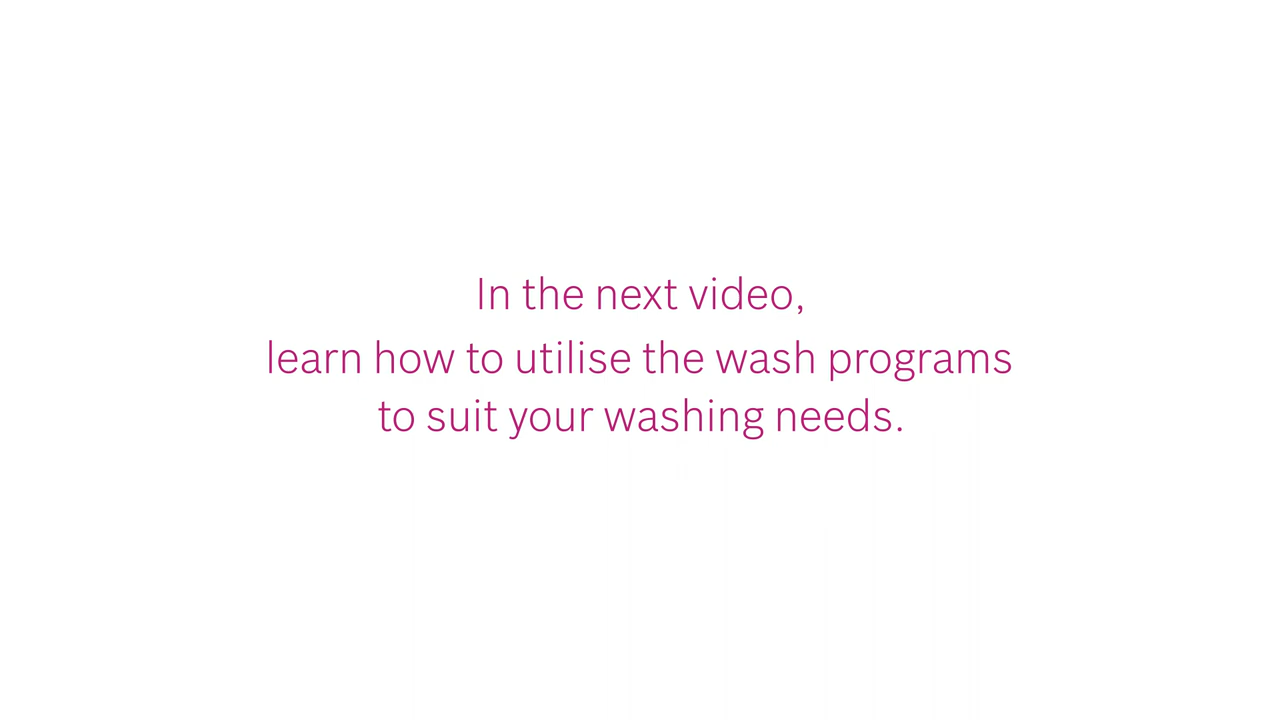 In the next video,
learn how to utilise the wash programs
to suit your washing needs.